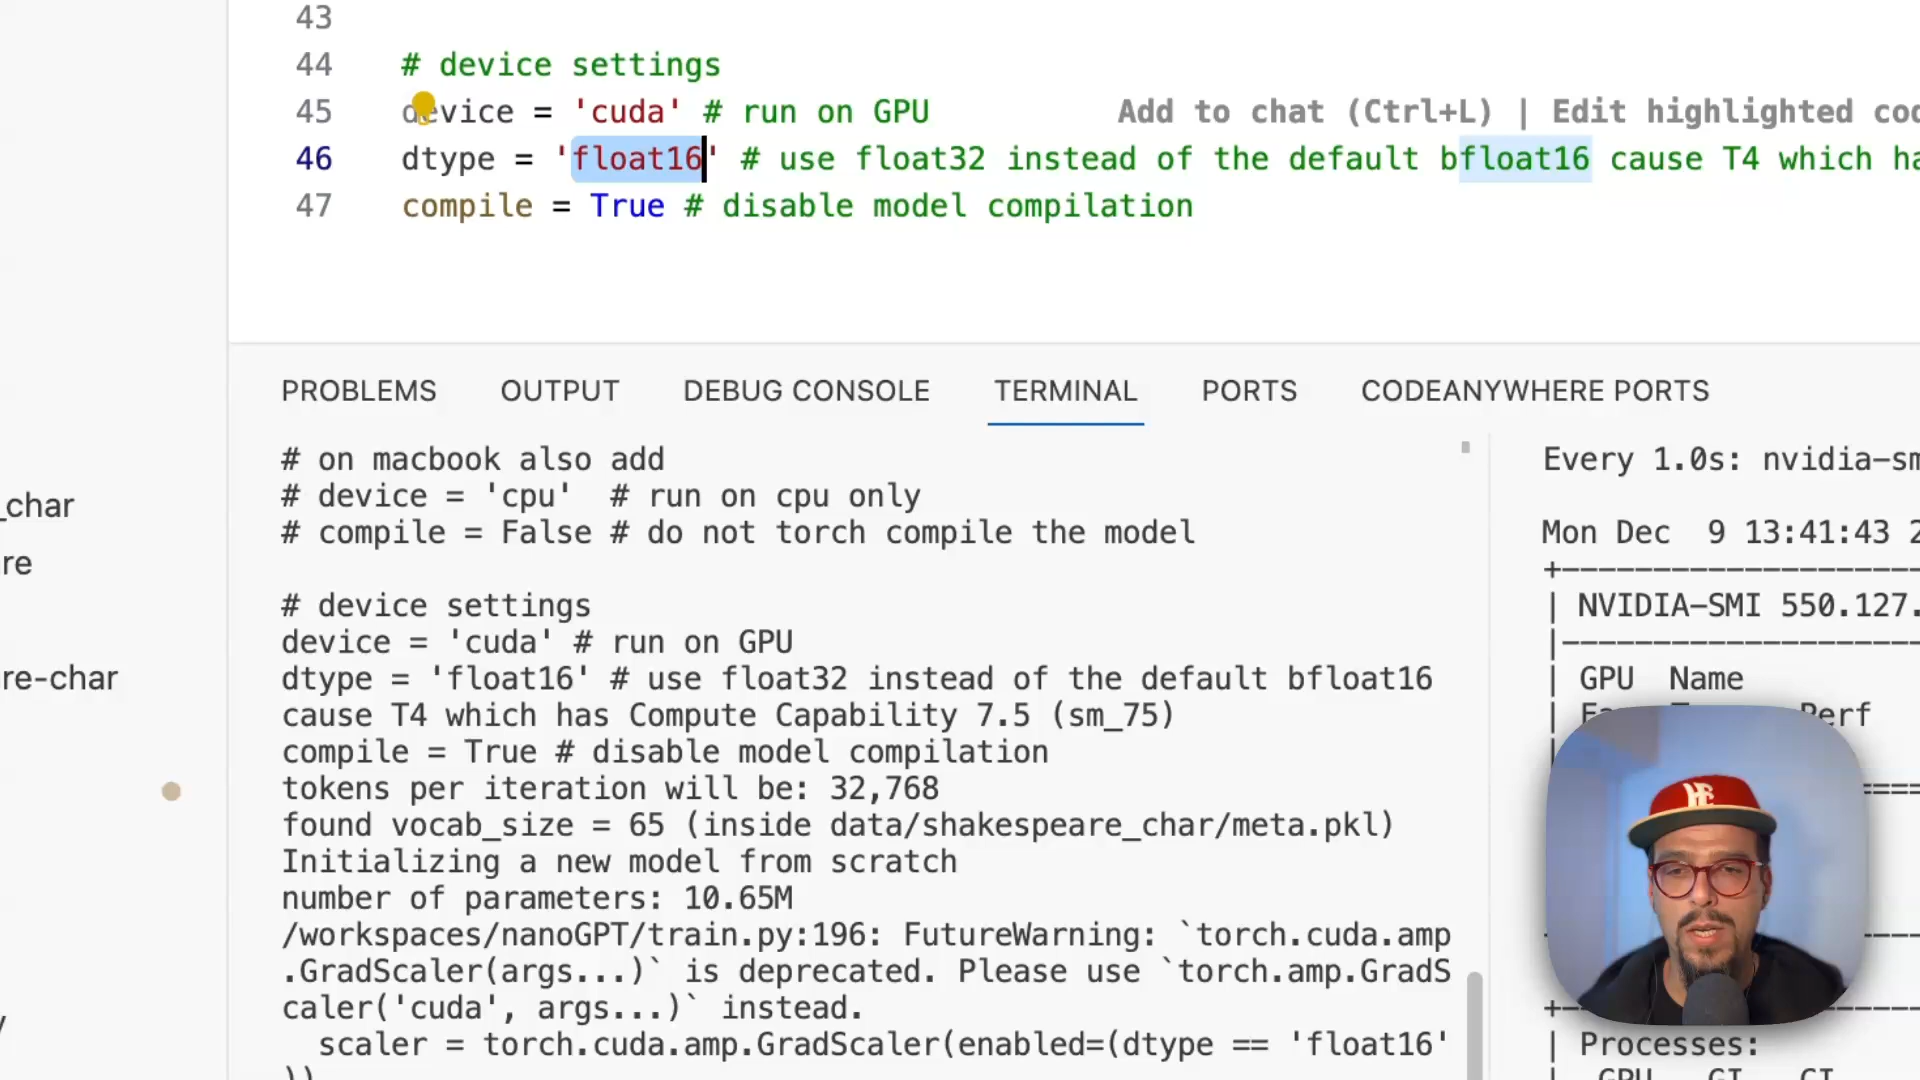 43
44 # device settings
45 device = 'cuda' # run on GPU Add to chat (Ctrl+L) | Edit highlighted cod
46 dtype = 'float16' # use float32 instead of the default bfloat16 cause T4 which ha
47 compile = True # disable model compilation
PROBLEMS OUTPUT DEBUG CONSOLE TERMINAL PORTS CODEANYWHERE PORTS
_char
re
re-char
# on macbook also add
# device = 'cpu' # run on cpu only
# compile = False # do not torch compile the model
# device settings
device = 'cuda' # run on GPU
dtype = 'float16' # use float32 instead of the default bfloat16
cause T4 which has Compute Capability 7.5 (sm_75)
compile = True # disable model compilation
tokens per iteration will be: 32,768
found vocab_size = 65 (inside data/shakespeare_char/meta.pkl)
Initializing a new model from scratch
number of parameters: 10.65M
/workspaces/nanoGPT/train.py:196: FutureWarning: `torch.cuda.amp
.GradScaler(args...)` is deprecated. Please use `torch.amp.GradS
caler('cuda', args...)` instead.
scaler = torch.cuda.amp.GradScaler(enabled=(dtype == 'float16'
))
Every 1.0s: nvidia-sm
Mon Dec 9 13:41:43 2
+-------------------
| NVIDIA-SMI 550.127.
|-------------------
| GPU Name
| Perf
| Processes:
| GPU GI CI